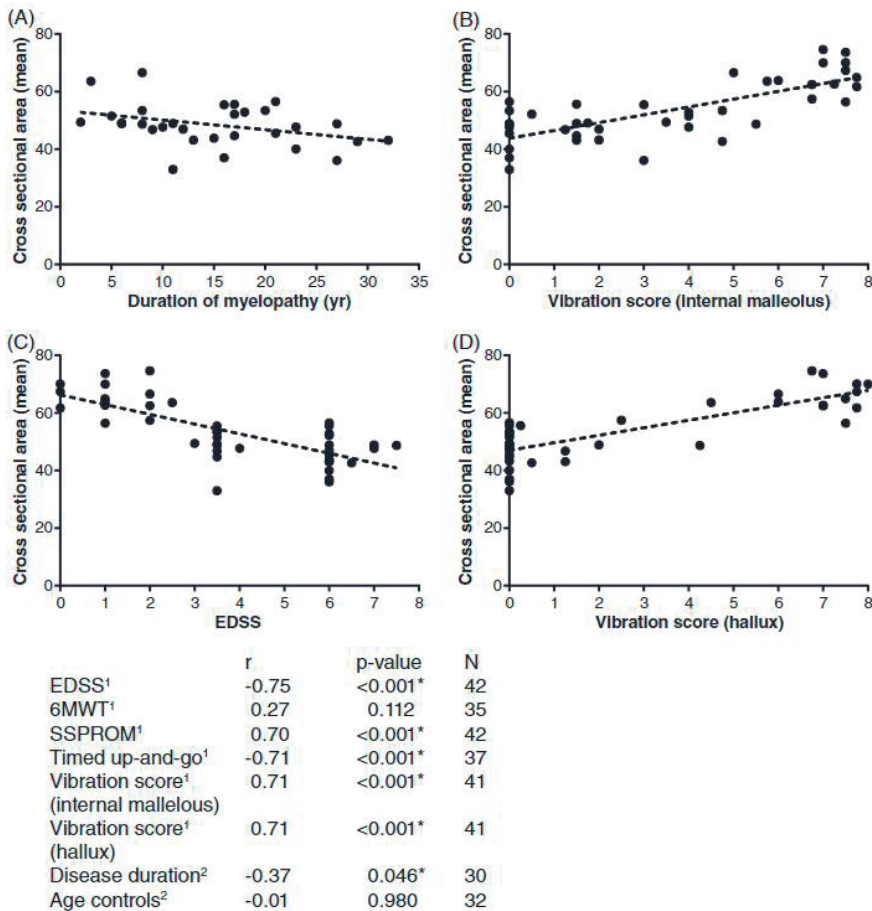 (A)
Cross sectional area (mean)
80
60
40
20
0
0 5 10 15 20 25 30 35
Duration of myelopathy (yr)
(B)
Cross sectional area (mean)
80
60
40
20
0
0 1 2 3 4 5 6 7 8
Vibration score (internal malleolus)
(C)
Cross sectional area (mean)
80
60
40
20
0
0 1 2 3 4 5 6 7 8
EDSS
(D)
Cross sectional area (mean)
80
60
40
20
0
0 1 2 3 4 5 6 7 8
Vibration score (hallux)
r p-value N
EDSS¹ -0.75 <0.001* 42
6MWT¹ 0.27 0.112 35
SSPROM¹ 0.70 <0.001* 42
Timed up-and-go¹ -0.71 <0.001* 37
Vibration score¹ 0.71 <0.001* 41
(internal mallelous)
Vibration score¹ 0.71 <0.001* 41
(hallux)
Disease duration² -0.37 0.046* 30
Age controls² -0.01 0.980 32